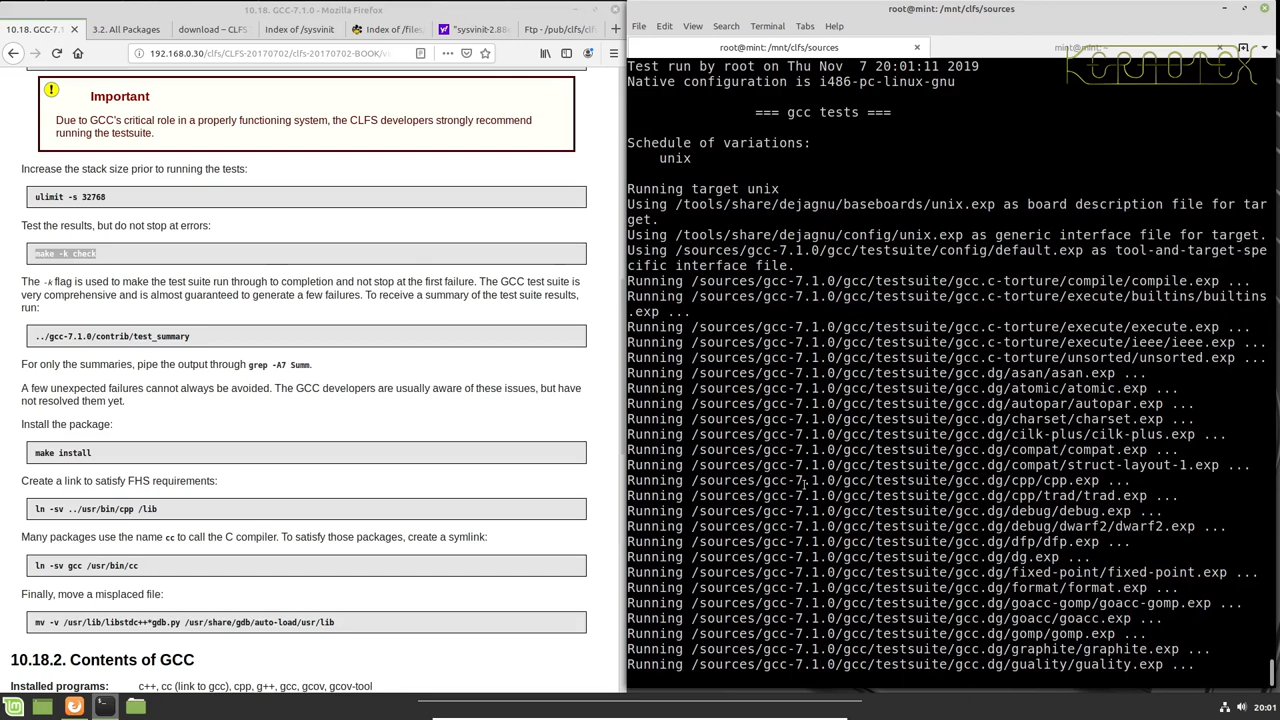 10.18. GCC-7.1.0 - Mozilla Firefox
10.18. GCC-7.1
3.2. All Packages
download – CLFS
Index of /sysvinit
Index of /files
"sysvinit-2.88
Ftp - /pub/clfs/c
192.168.0.30/clfs/CLFS-20170702/clfs-20170702-BOOK/
Important
Due to GCC's critical role in a properly functioning system, the CLFS developers strongly recommend
running the testsuite.
Increase the stack size prior to running the tests:
ulimit -s 32768
Test the results, but do not stop at errors:
make -k check
The -k flag is used to make the test suite run through to completion and not stop at the first failure. The GCC test suite is
very comprehensive and is almost guaranteed to generate a few failures. To receive a summary of the test suite results,
run:
../gcc-7.1.0/contrib/test_summary
For only the summaries, pipe the output through grep -A7 Summ.
A few unexpected failures cannot always be avoided. The GCC developers are usually aware of these issues, but have
not resolved them yet.
Install the package:
make install
Create a link to satisfy FHS requirements:
ln -sv ../usr/bin/cpp /lib
Many packages use the name cc to call the C compiler. To satisfy those packages, create a symlink:
ln -sv gcc /usr/bin/cc
Finally, move a misplaced file:
mv -v /usr/lib/libstdc++*gdb.py /usr/share/gdb/auto-load/usr/lib
10.18.2. Contents of GCC
Installed programs: c++, cc (link to gcc), cpp, g++, gcc, gcov, gcov-tool
root@mint: /mnt/clfs/sources
File Edit View Search Terminal Tabs Help
root@mint: /mnt/clfs/sources
root@mint: ~
KERNOTEX
Test run by root on Thu Nov  7 20:01:11 2019
Native configuration is i486-pc-linux-gnu
=== gcc tests ===
Schedule of variations:
unix
Running target unix
Using /tools/share/dejagnu/baseboards/unix.exp as board description file for tar
get.
Using /tools/share/dejagnu/config/unix.exp as generic interface file for target.
Using /sources/gcc-7.1.0/gcc/testsuite/config/default.exp as tool-and-target-spe
cific interface file.
Running /sources/gcc-7.1.0/gcc/testsuite/gcc.c-torture/compile/compile.exp ...
Running /sources/gcc-7.1.0/gcc/testsuite/gcc.c-torture/execute/builtins/builtins
.exp ...
Running /sources/gcc-7.1.0/gcc/testsuite/gcc.c-torture/execute/execute.exp ...
Running /sources/gcc-7.1.0/gcc/testsuite/gcc.c-torture/execute/ieee/ieee.exp ...
Running /sources/gcc-7.1.0/gcc/testsuite/gcc.c-torture/unsorted/unsorted.exp ...
Running /sources/gcc-7.1.0/gcc/testsuite/gcc.dg/asan/asan.exp ...
Running /sources/gcc-7.1.0/gcc/testsuite/gcc.dg/atomic/atomic.exp ...
Running /sources/gcc-7.1.0/gcc/testsuite/gcc.dg/autopar/autopar.exp ...
Running /sources/gcc-7.1.0/gcc/testsuite/gcc.dg/charset/charset.exp ...
Running /sources/gcc-7.1.0/gcc/testsuite/gcc.dg/cilk-plus/cilk-plus.exp ...
Running /sources/gcc-7.1.0/gcc/testsuite/gcc.dg/compat/compat.exp ...
Running /sources/gcc-7.1.0/gcc/testsuite/gcc.dg/compat/struct-layout-1.exp ...
Running /sources/gcc-7.1.0/gcc/testsuite/gcc.dg/cpp/cpp.exp ...
Running /sources/gcc-7.1.0/gcc/testsuite/gcc.dg/cpp/trad/trad.exp ...
Running /sources/gcc-7.1.0/gcc/testsuite/gcc.dg/debug/debug.exp ...
Running /sources/gcc-7.1.0/gcc/testsuite/gcc.dg/debug/dwarf2/dwarf2.exp ...
Running /sources/gcc-7.1.0/gcc/testsuite/gcc.dg/dfp/dfp.exp ...
Running /sources/gcc-7.1.0/gcc/testsuite/gcc.dg/dg.exp ...
Running /sources/gcc-7.1.0/gcc/testsuite/gcc.dg/fixed-point/fixed-point.exp ...
Running /sources/gcc-7.1.0/gcc/testsuite/gcc.dg/format/format.exp ...
Running /sources/gcc-7.1.0/gcc/testsuite/gcc.dg/goacc-gomp/goacc-gomp.exp ...
Running /sources/gcc-7.1.0/gcc/testsuite/gcc.dg/goacc/goacc.exp ...
Running /sources/gcc-7.1.0/gcc/testsuite/gcc.dg/gomp/gomp.exp ...
Running /sources/gcc-7.1.0/gcc/testsuite/gcc.dg/graphite/graphite.exp ...
Running /sources/gcc-7.1.0/gcc/testsuite/gcc.dg/guality/guality.exp ...
20:01